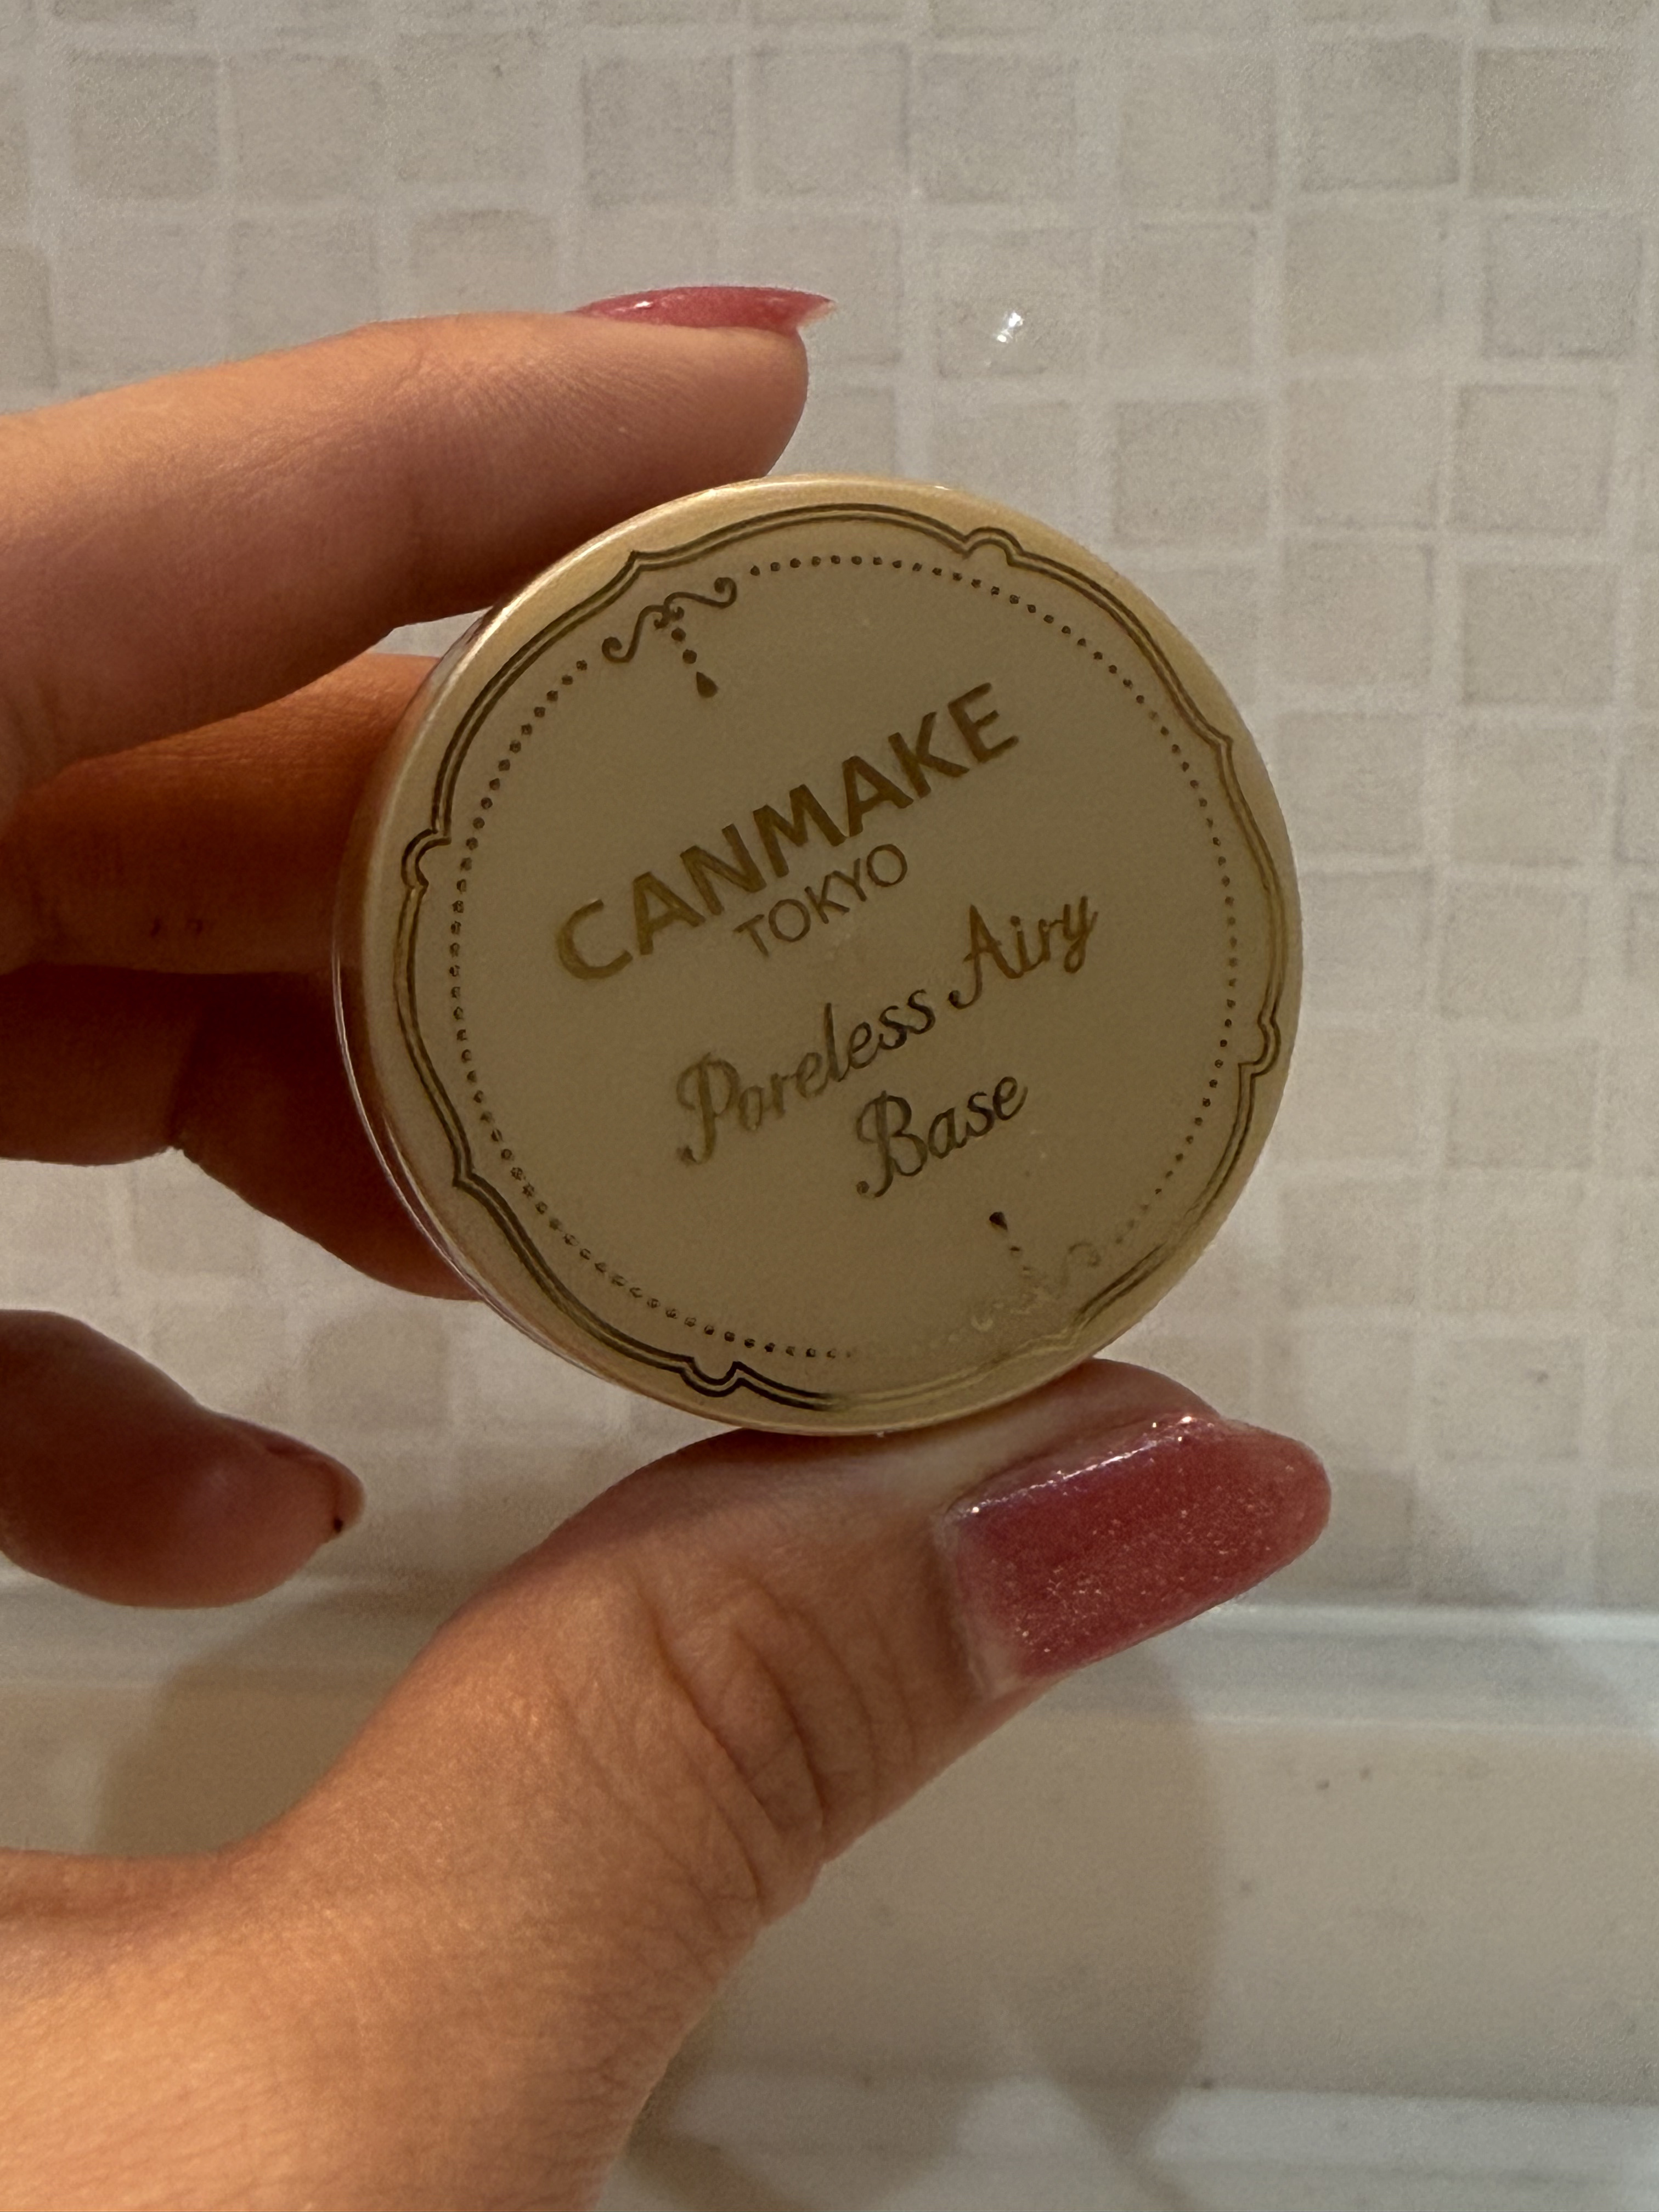 CANMAKE
TOKYO
Poreless Airy
Base